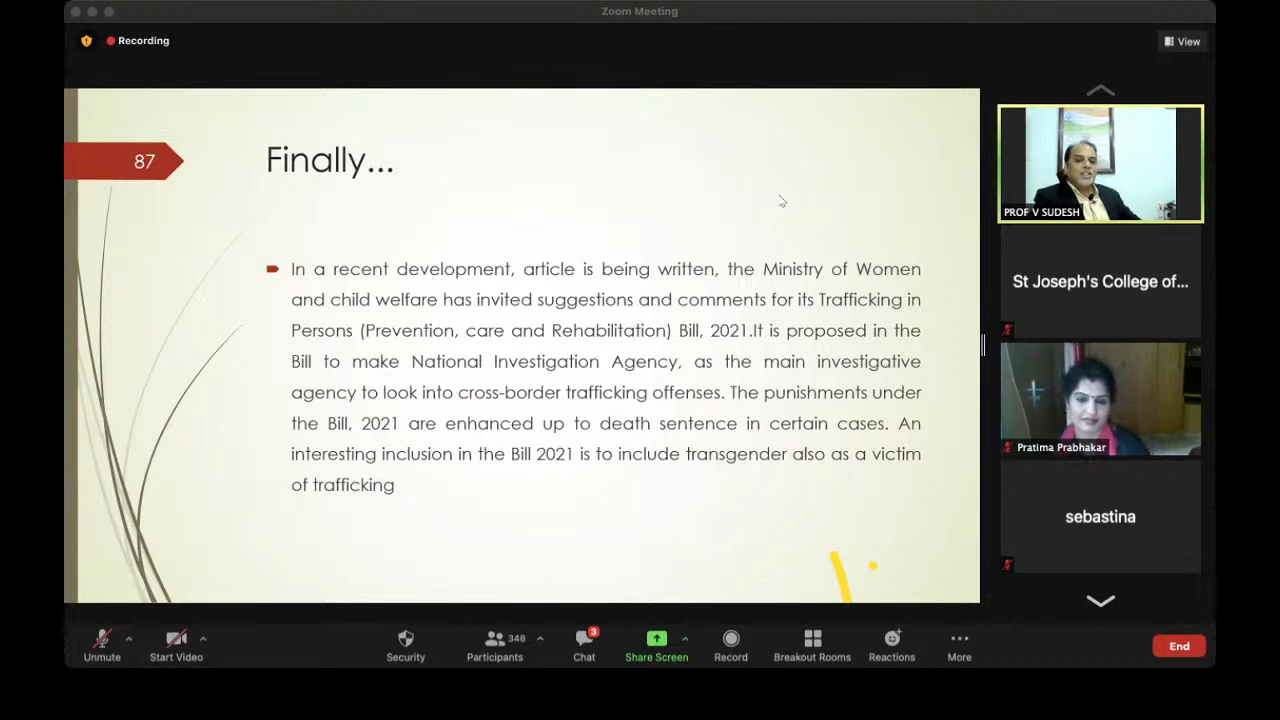 Zoom Meeting
Recording
View
87
Finally...
In a recent development, article is being written, the Ministry of Women
and child welfare has invited suggestions and comments for its Trafficking in
Persons (Prevention, care and Rehabilitation) Bill, 2021.It is proposed in the
Bill to make National Investigation Agency, as the main investigative
agency to look into cross-border trafficking offenses. The punishments under
the Bill, 2021 are enhanced up to death sentence in certain cases. An
interesting inclusion in the Bill 2021 is to include transgender also as a victim
of trafficking
PROF V SUDESH
St Joseph's College of...
Pratima Prabhakar
sebastina
Unmute
Start Video
Security
348
Participants
3
Chat
Share Screen
Record
Breakout Rooms
Reactions
More
End